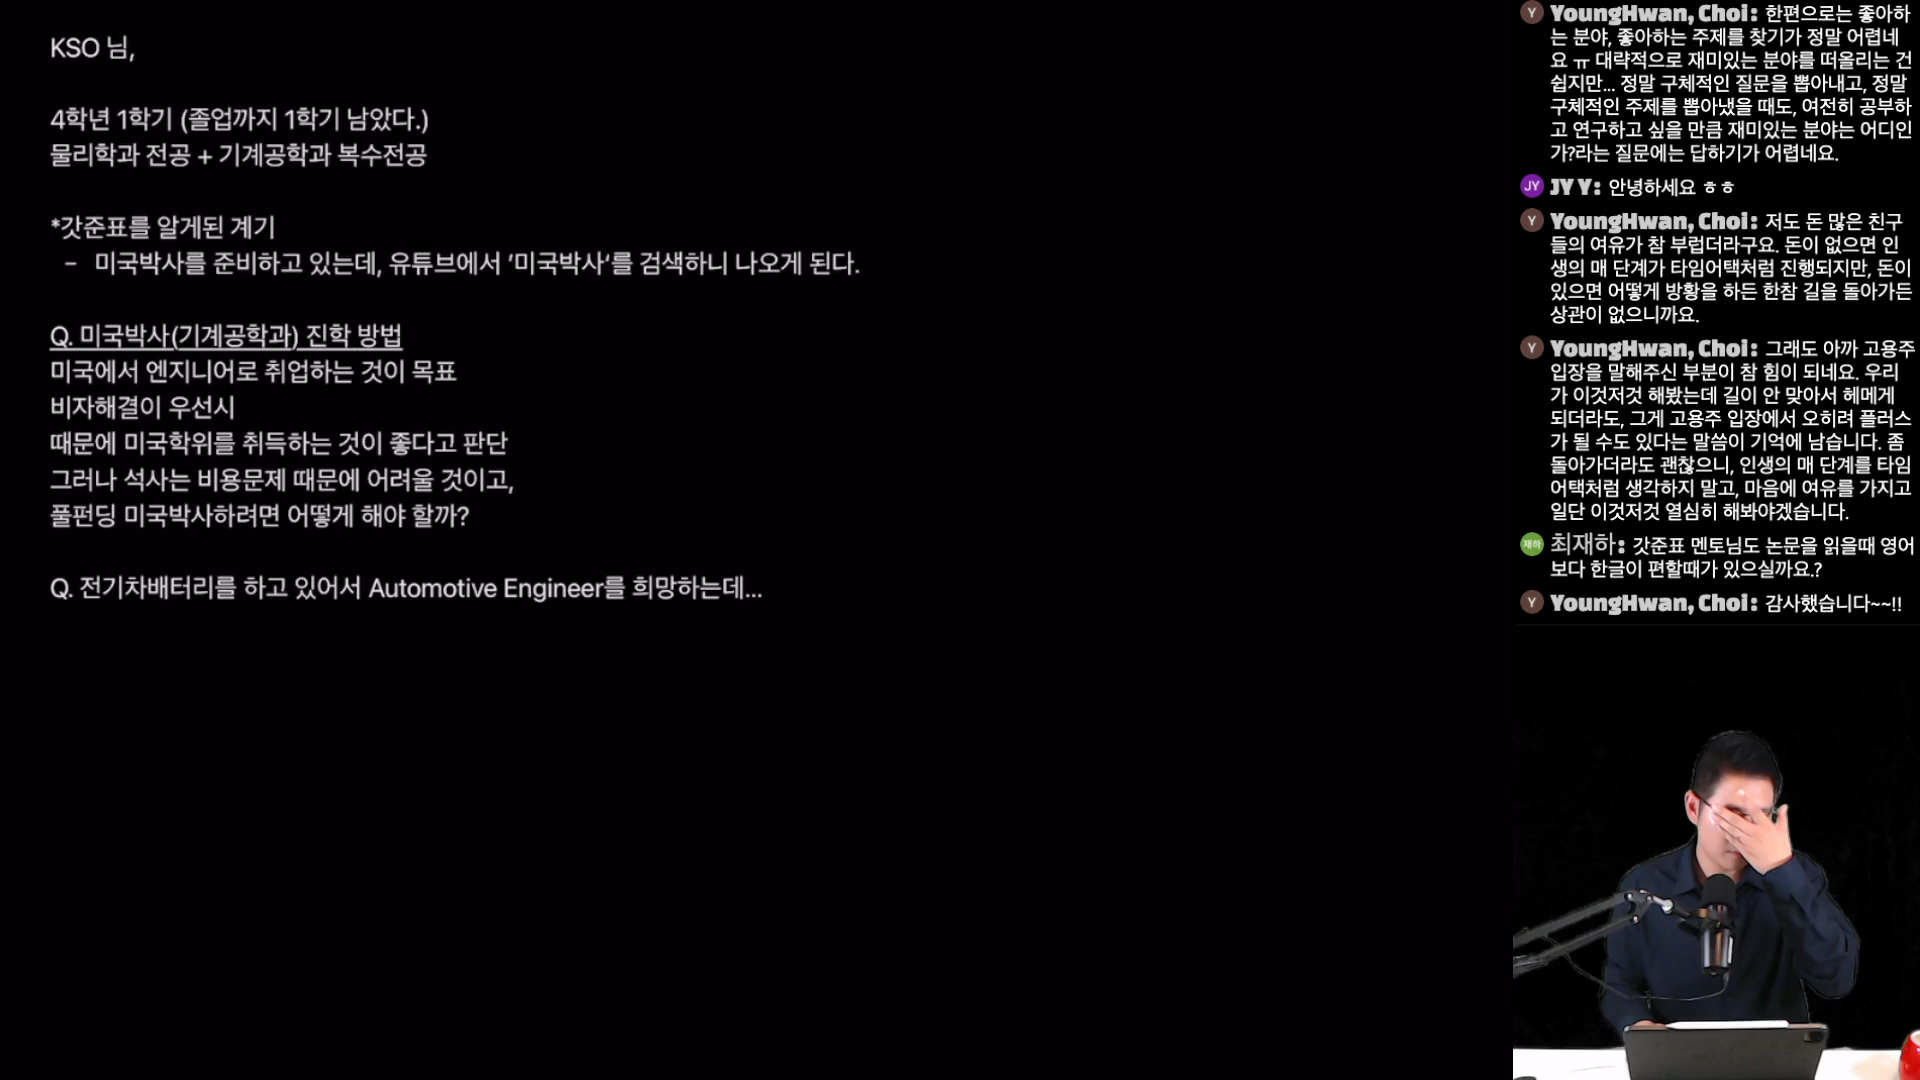 KSO 님,
4학년 1학기 (졸업까지 1학기 남았다.)
물리학과 전공 + 기계공학과 복수전공
*갓준표를 알게된 계기
– 미국박사를 준비하고 있는데, 유튜브에서 ‘미국박사‘를 검색하니 나오게 된다.
Q. 미국박사(기계공학과) 진학 방법
미국에서 엔지니어로 취업하는 것이 목표
비자해결이 우선시
때문에 미국학위를 취득하는 것이 좋다고 판단
그러나 석사는 비용문제 때문에 어려울 것이고,
풀펀딩 미국박사하려면 어떻게 해야 할까?
Q. 전기차배터리를 하고 있어서 Automotive Engineer를 희망하는데...
Y YoungHwan, Choi: 한편으로는 좋아하
는 분야, 좋아하는 주제를 찾기가 정말 어렵네
요 ㅠ 대략적으로 재미있는 분야를 떠올리는 건
쉽지만... 정말 구체적인 질문을 뽑아내고, 정말
구체적인 주제를 뽑아냈을 때도, 여전히 공부하
고 연구하고 싶을 만큼 재미있는 분야는 어디인
가?라는 질문에는 답하기가 어렵네요.
JY JY Y: 안녕하세요 ㅎㅎ
Y YoungHwan, Choi: 저도 돈 많은 친구
들의 여유가 참 부럽더라구요. 돈이 없으면 인
생의 매 단계가 타임어택처럼 진행되지만, 돈이
있으면 어떻게 방황을 하든 한참 길을 돌아가든
상관이 없으니까요.
Y YoungHwan, Choi: 그래도 아까 고용주
입장을 말해주신 부분이 참 힘이 되네요. 우리
가 이것저것 해봤는데 길이 안 맞아서 헤메게
되더라도, 그게 고용주 입장에서 오히려 플러스
가 될 수도 있다는 말씀이 기억에 남습니다. 좀
돌아가더라도 괜찮으니, 인생의 매 단계를 타임
어택처럼 생각하지 말고, 마음에 여유를 가지고
일단 이것저것 열심히 해봐야겠습니다.
재하 최재하: 갓준표 멘토님도 논문을 읽을때 영어
보다 한글이 편할때가 있으실까요.?
Y YoungHwan, Choi: 감사했습니다~~!!